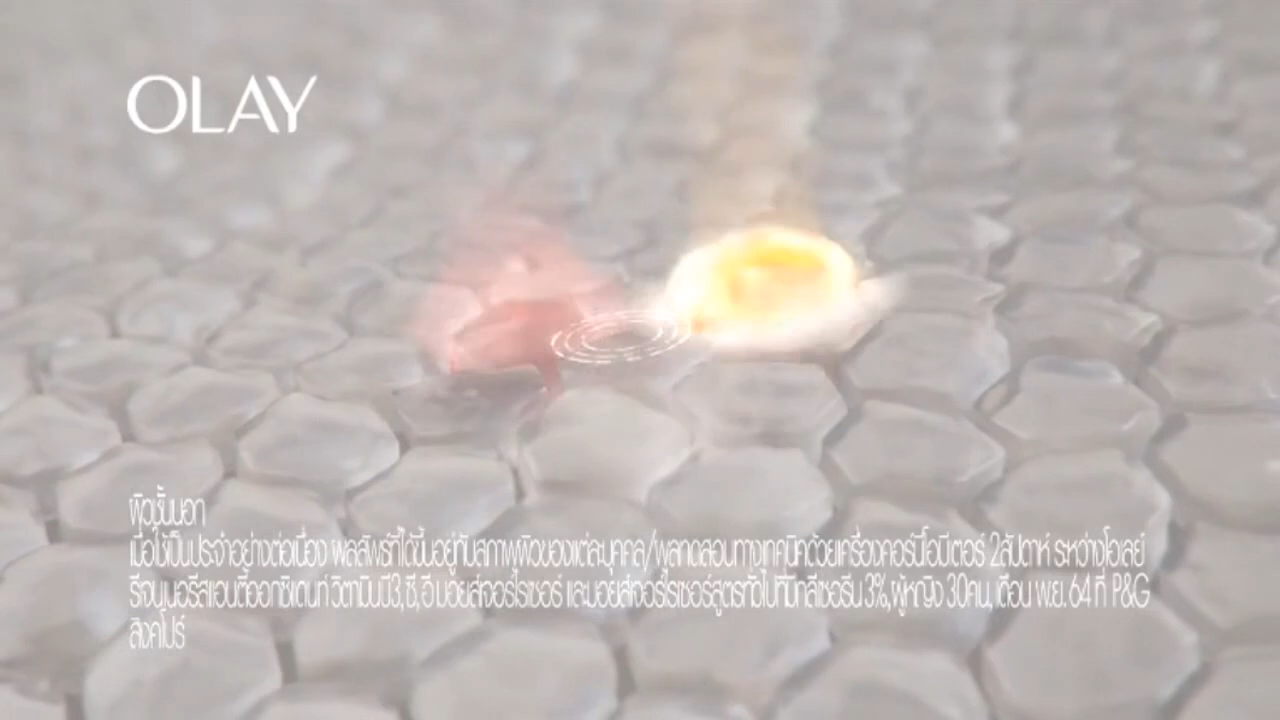 OLAY
ผิวชั้นนอก
เมื่อใช้เป็นประจำอย่างต่อเนื่อง ผลลัพธ์ที่ได้ขึ้นอยู่กับสภาพผิวของแต่ละบุคคล/ผลทดสอบทางเทคนิคด้วยเครื่องคอร์นีโอมิเตอร์ 2สัปดาห์ ระหว่างโอเลย์
รีเจนเนอรีสแอนตี้ออกซิแดนท์ วิตามินบี3, ซี, อี มอยส์เจอร์ไรเซอร์ และมอยส์เจอร์ไรเซอร์สูตรทั่วไปที่มีกลีเซอรีน 3%, ผู้หญิง 30คน, เดือน พ.ย. 64 ที่ P&G
สิงคโปร์